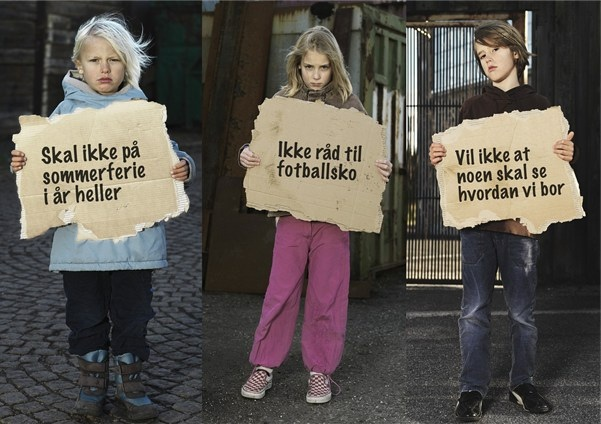 Skal ikke på
sommerferie
i år heller
Ikke råd til
fotballsko
Vil ikke at
noen skal se
hvordan vi bor